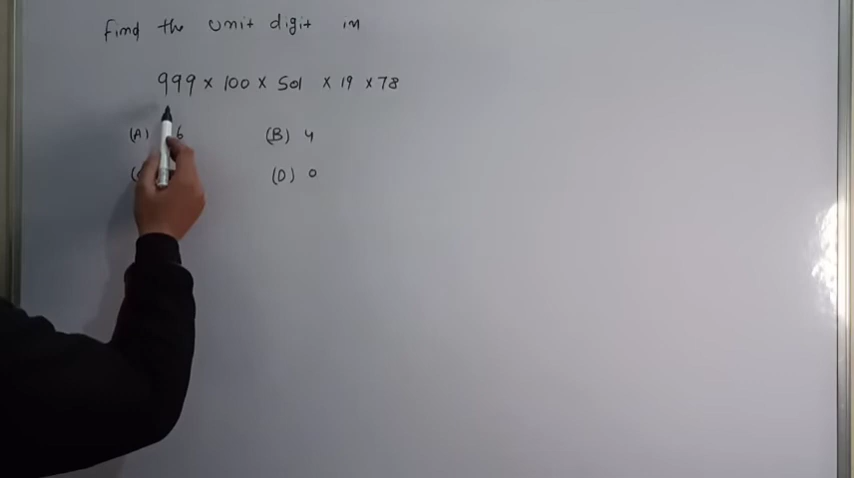 Find the unit digit in
999 × 100 × 501 × 19 × 78
(A) 6 (B) 4
(D) 0